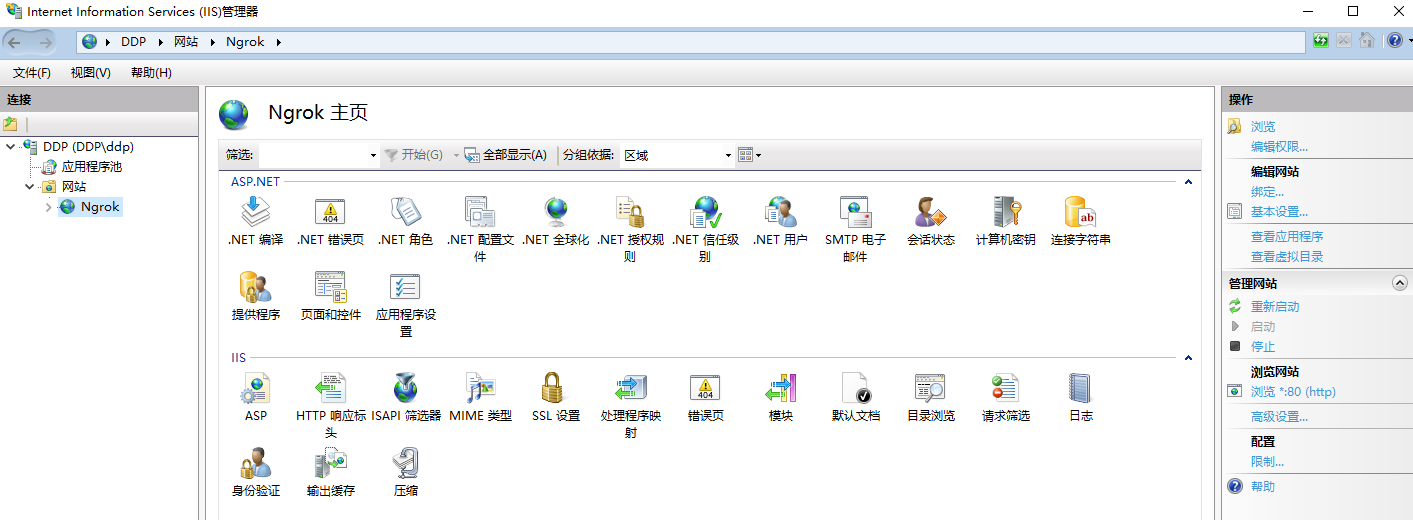 Internet Information Services (IIS)管理器
DDP 网站 Ngrok
文件(F) 视图(V) 帮助(H)
连接
DDP (DDP\ddp)
应用程序池
网站
Ngrok
Ngrok 主页
筛选: 开始(G) 全部显示(A) 分组依据: 区域
ASP.NET
.NET 编译
.NET 错误页
404
.NET 角色
.NET 配置文
件
.NET 全球化
.NET 授权规
则
.NET 信任级
别
.NET 用户
SMTP 电子
邮件
会话状态
计算机密钥
ab
连接字符串
提供程序
页面和控件
应用程序设
置
IIS
ASP
HTTP 响应标
头
ISAPI 筛选器
MIME 类型
SSL 设置
处理程序映
射
404
错误页
模块
默认文档
目录浏览
请求筛选
日志
身份验证
输出缓存
压缩
操作
浏览
编辑权限...
编辑网站
绑定...
基本设置...
查看应用程序
查看虚拟目录
管理网站
重新启动
启动
停止
浏览网站
浏览 *:80 (http)
高级设置...
配置
限制...
帮助